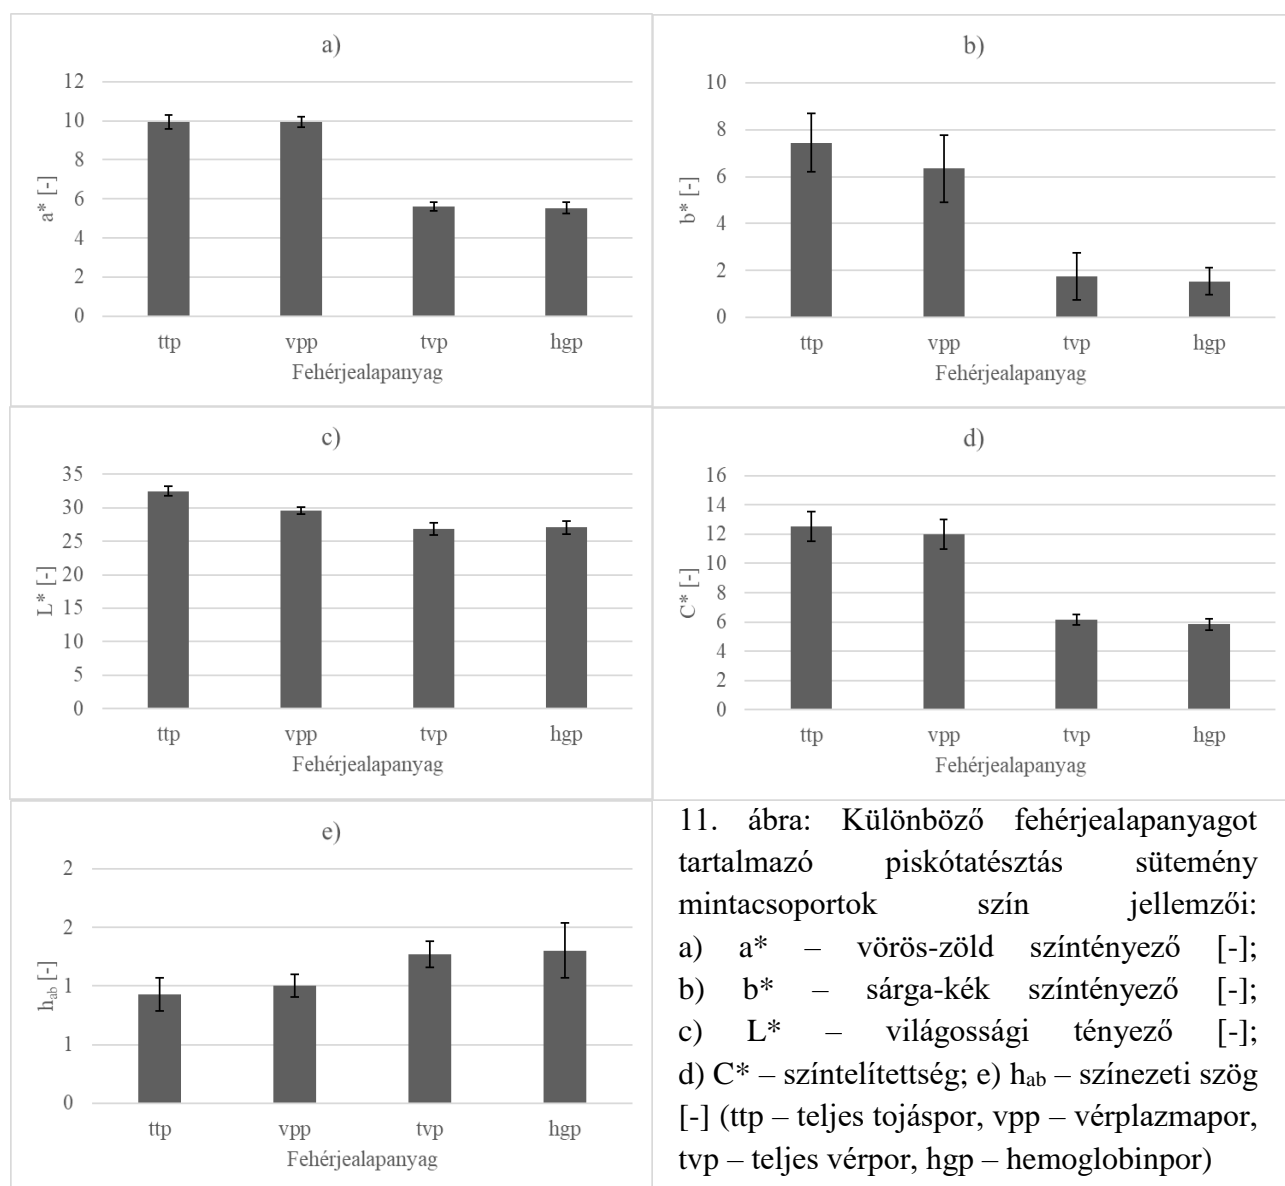 a)
12
10
8
6
4
2
0
a* [-]
ttp vpp tvp hgp
Fehérjealapanyag
b)
10
8
6
4
2
0
b* [-]
ttp vpp tvp hgp
Fehérjealapanyag
c)
35
30
25
20
15
10
5
0
L* [-]
ttp vpp tvp hgp
Fehérjealapanyag
d)
16
14
12
10
8
6
4
2
0
C* [-]
ttp vpp tvp hgp
Fehérjealapanyag
e)
2
2
1
1
0
hab [-]
ttp vpp tvp hgp
Fehérjealapanyag
11. ábra: Különböző fehérjealapanyagot
tartalmazó piskótatésztás sütemény
mintacsoportok szín jellemzői:
a) a* – vörös-zöld színtényező [-];
b) b* – sárga-kék színtényező [-];
c) L* – világossági tényező [-];
d) C* – színtelítettség; e) hab – színezeti szög
[-] (ttp – teljes tojáspor, vpp – vérplazmapor,
tvp – teljes vérpor, hgp – hemoglobinpor)